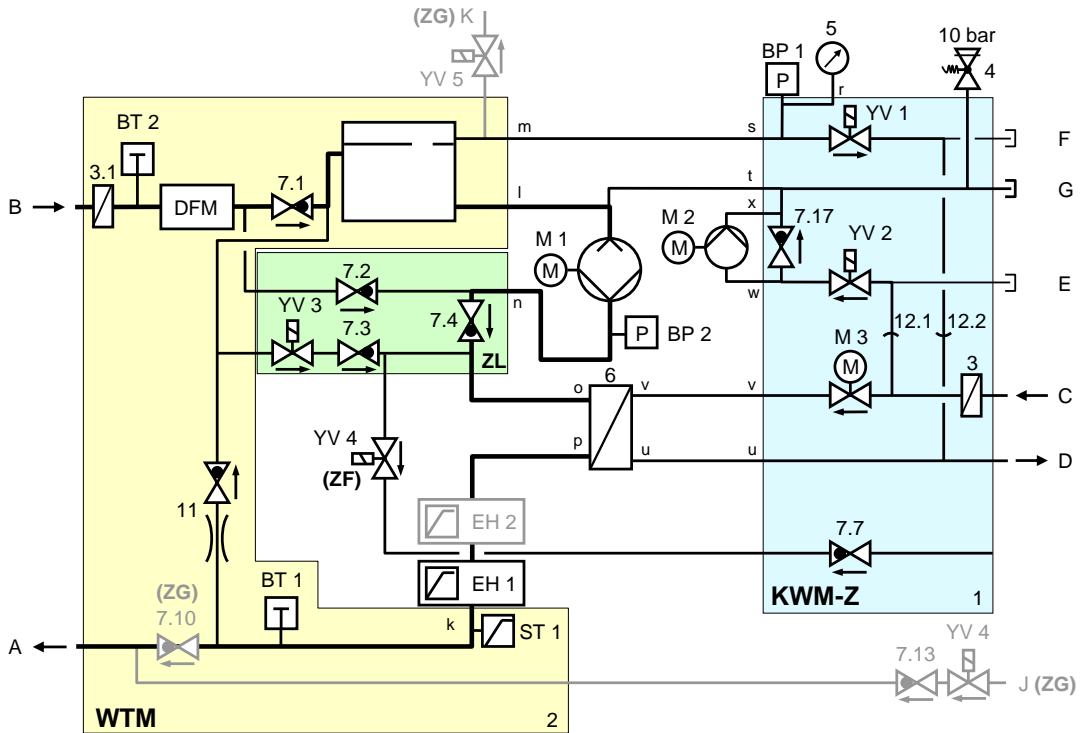 (ZG) K
YV 5
5
BP 1
P
r
10 bar
4
BT 2
3.1
7.1
B
DFM
m
s
YV 1
F
l
t
G
x
M 2
M
7.17
YV 2
M 1
M
E
w
7.2
n
YV 3
7.3
7.4
ZL
P
BP 2
12.1
12.2
M 3
M
6
3
o
v
v
C
p
u
u
D
YV 4
(ZF)
11
EH 2
7.7
EH 1
BT 1
(ZG)
7.10
k
ST 1
KWM-Z
1
A
YV 4
7.13
J (ZG)
WTM
2